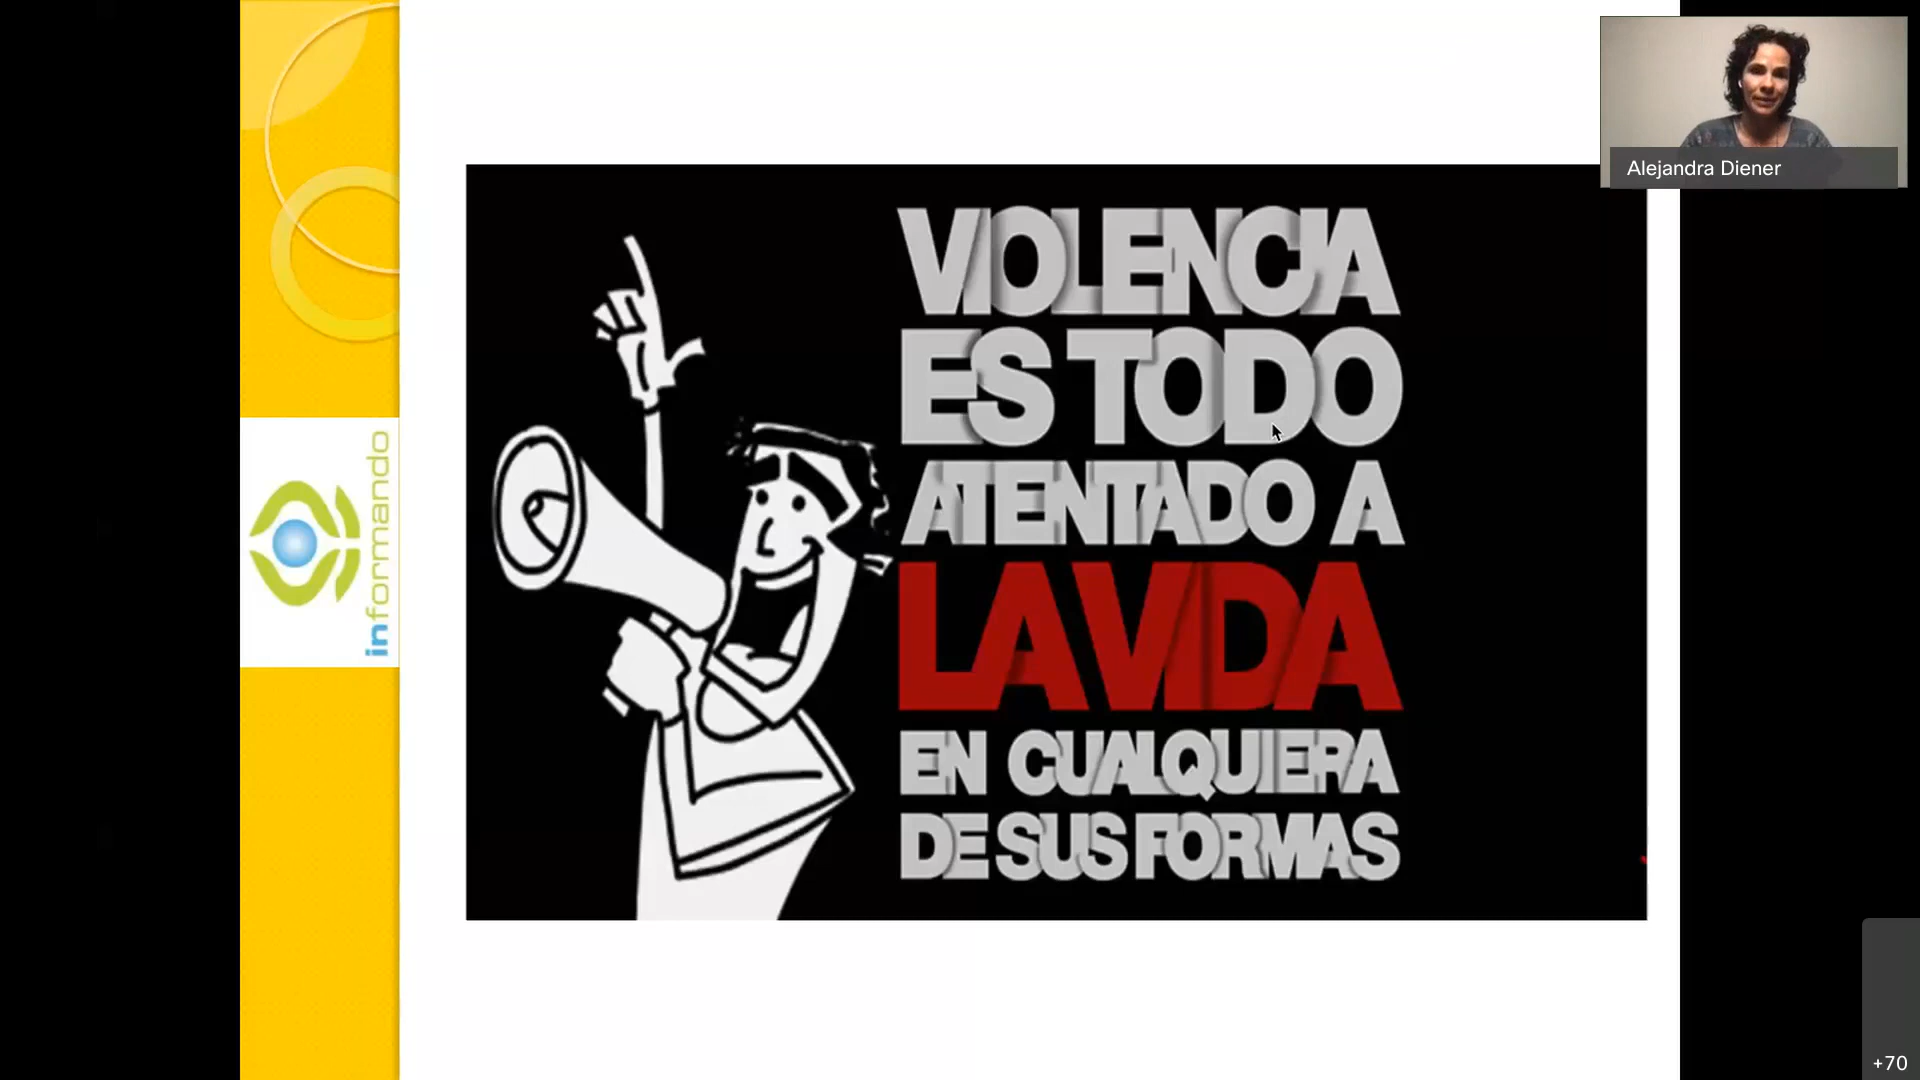 Alejandra Diener
VIOLENCIA
ES TODO
ATENTADO A
LA VIDA
EN CUALQUIERA
DE SUS FORMAS
informando
+70